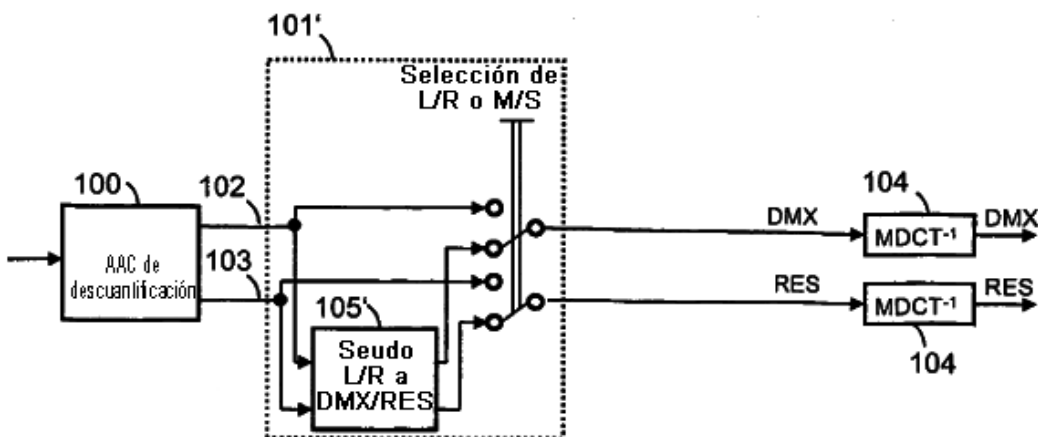 101'
Selección de
L/R o M/S
100
102
AAC de
descuantificación
103
105'
Seudo
L/R a
DMX/RES
DMX
104
MDCT-1
DMX
RES
MDCT-1
RES
104